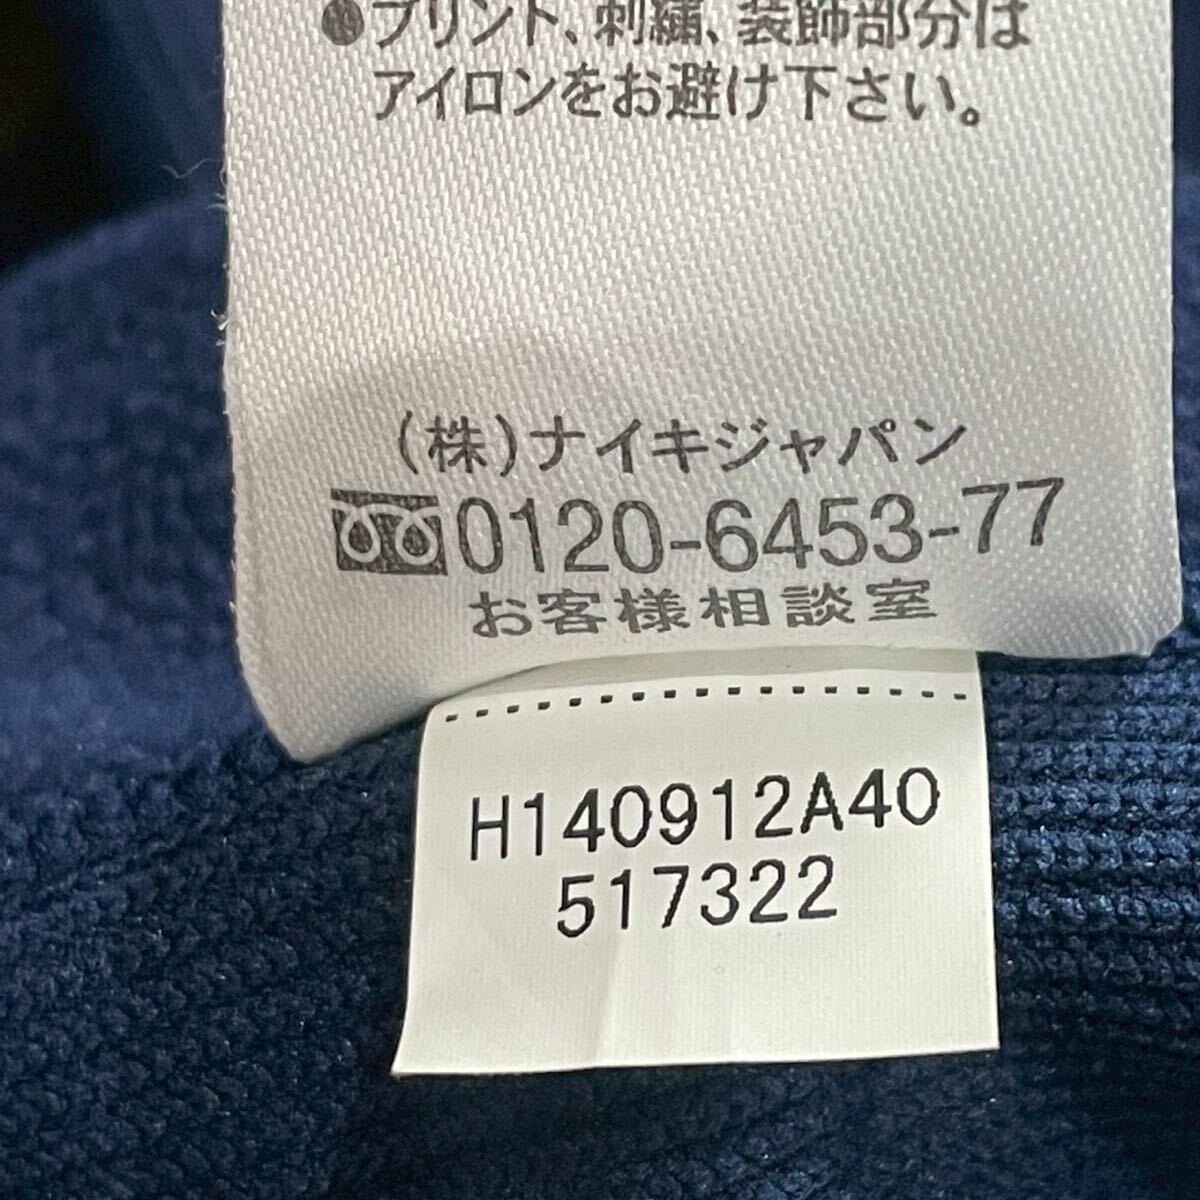 ●プリント、刺繍、装飾部分は
アイロンをお避け下さい。
(株)ナイキジャパン
0120-6453-77
お客様相談室
H140912A40
517322